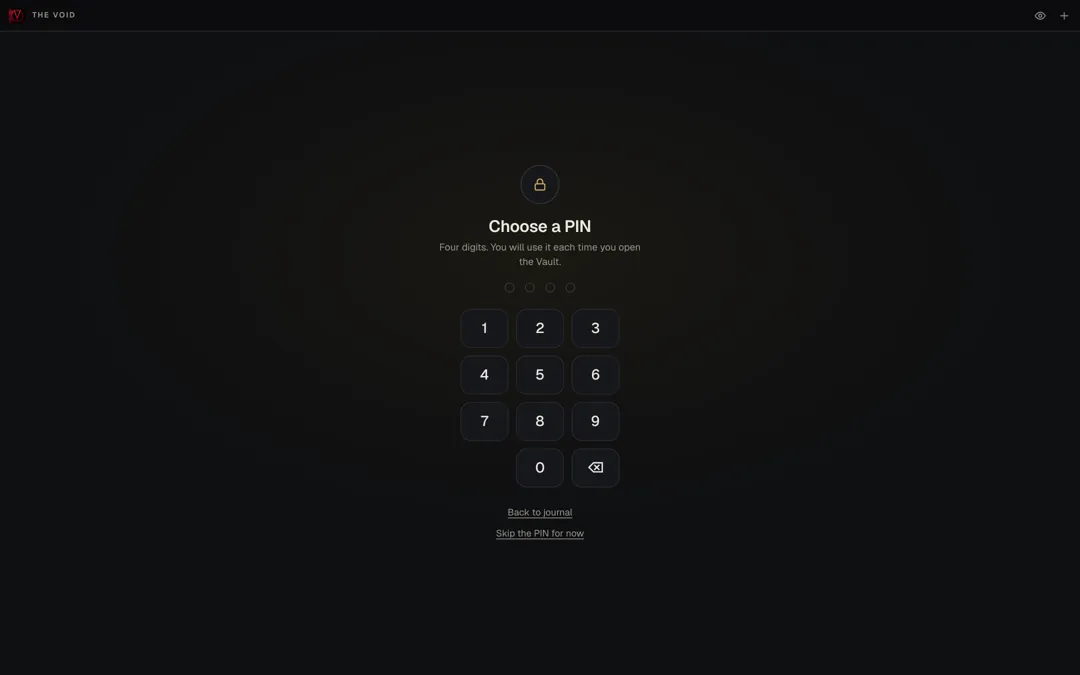 THE VOID
Choose a PIN
Four digits. You will use it each time you open
the Vault.
1 2 3
4 5 6
7 8 9
0
Back to journal
Skip the PIN for now